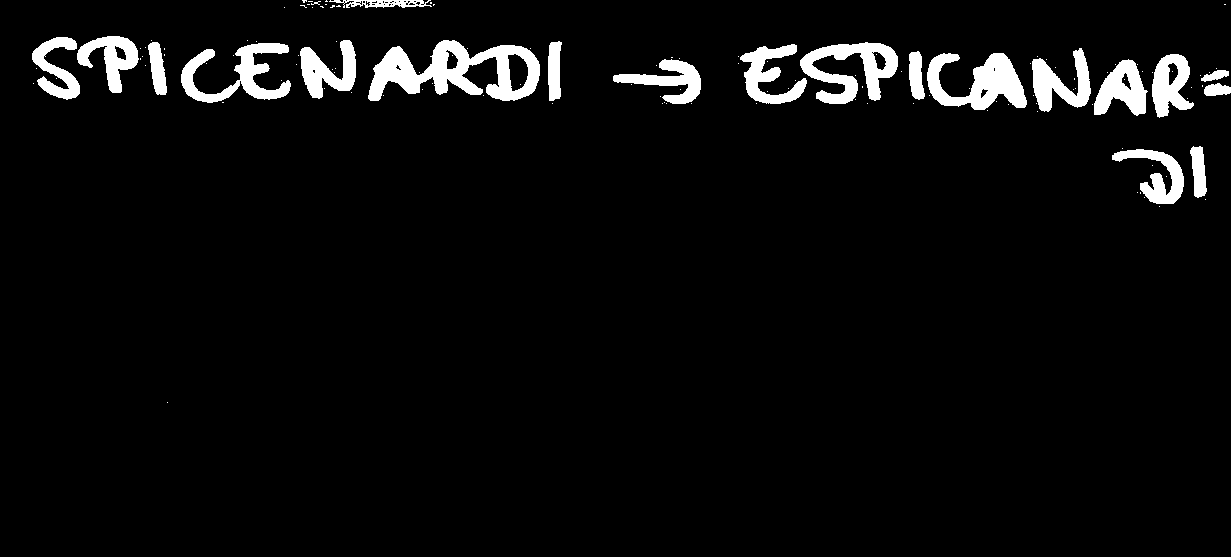 SPICENARDI → ESPICANAR=
DI